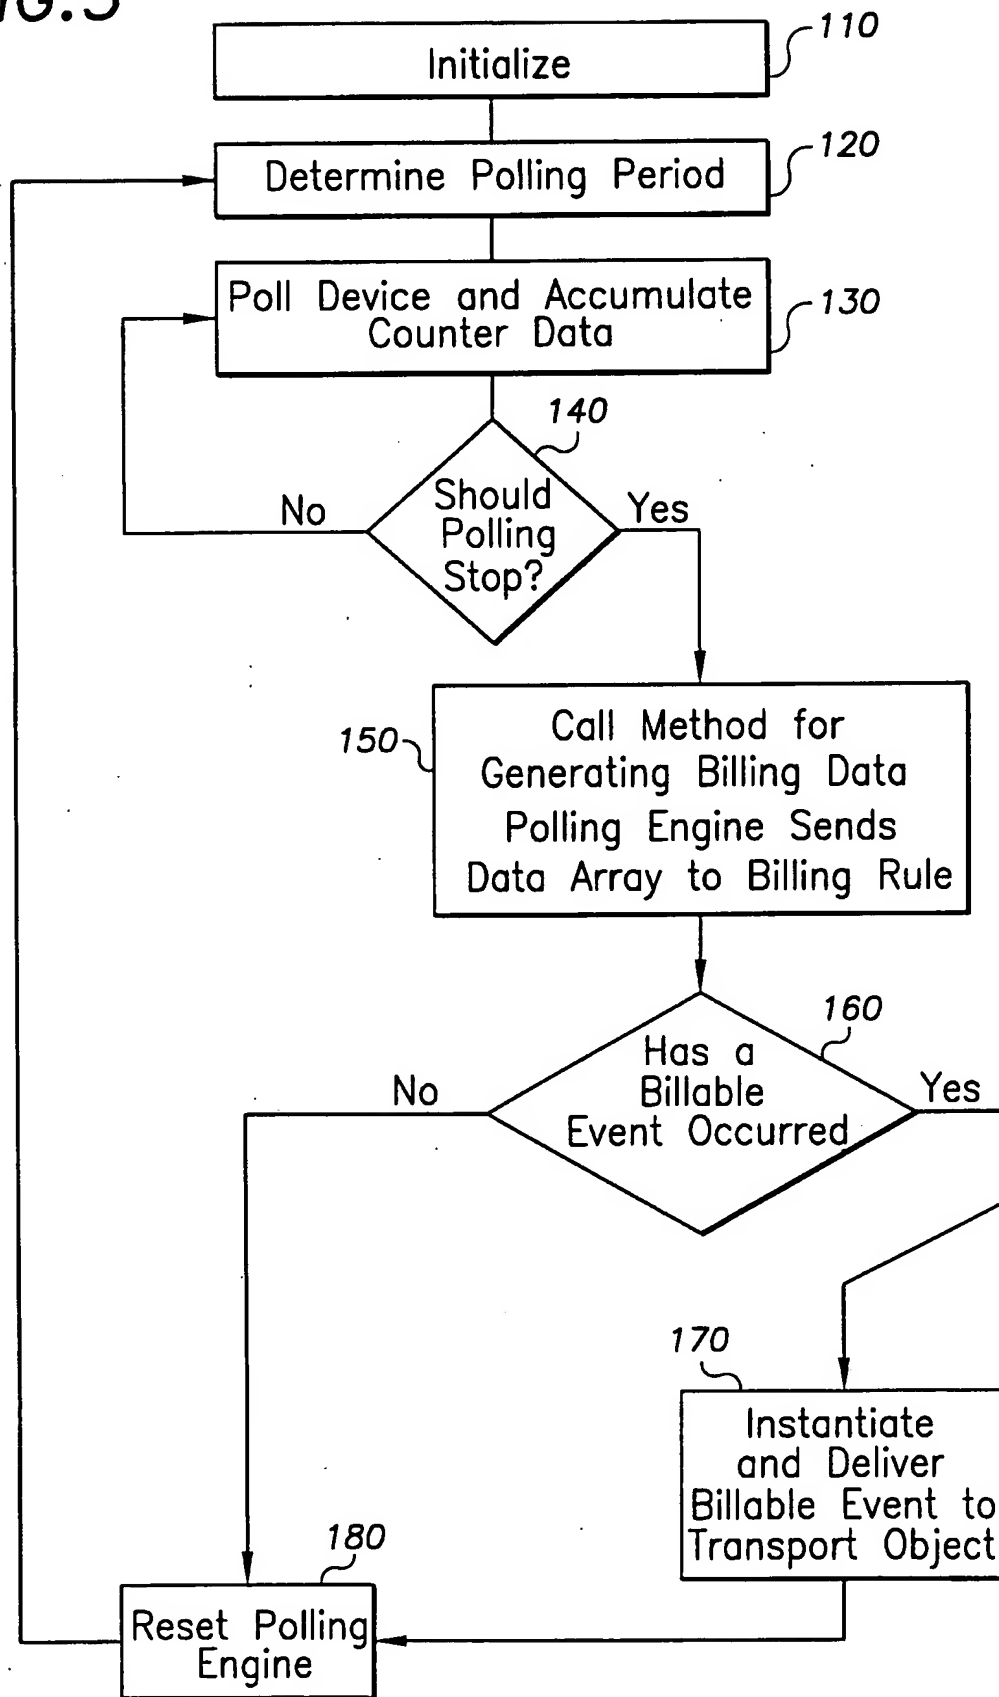 FIG.3
110
Initialize
120
Determine Polling Period
130
Poll Device and Accumulate
Counter Data
140
Should
Polling
Stop?
No
Yes
150
Call Method for
Generating Billing Data
Polling Engine Sends
Data Array to Billing Rule
160
Has a
Billable
Event Occurred
No
Yes
170
Instantiate
and Deliver
Billable Event to
Transport Object
180
Reset Polling
Engine